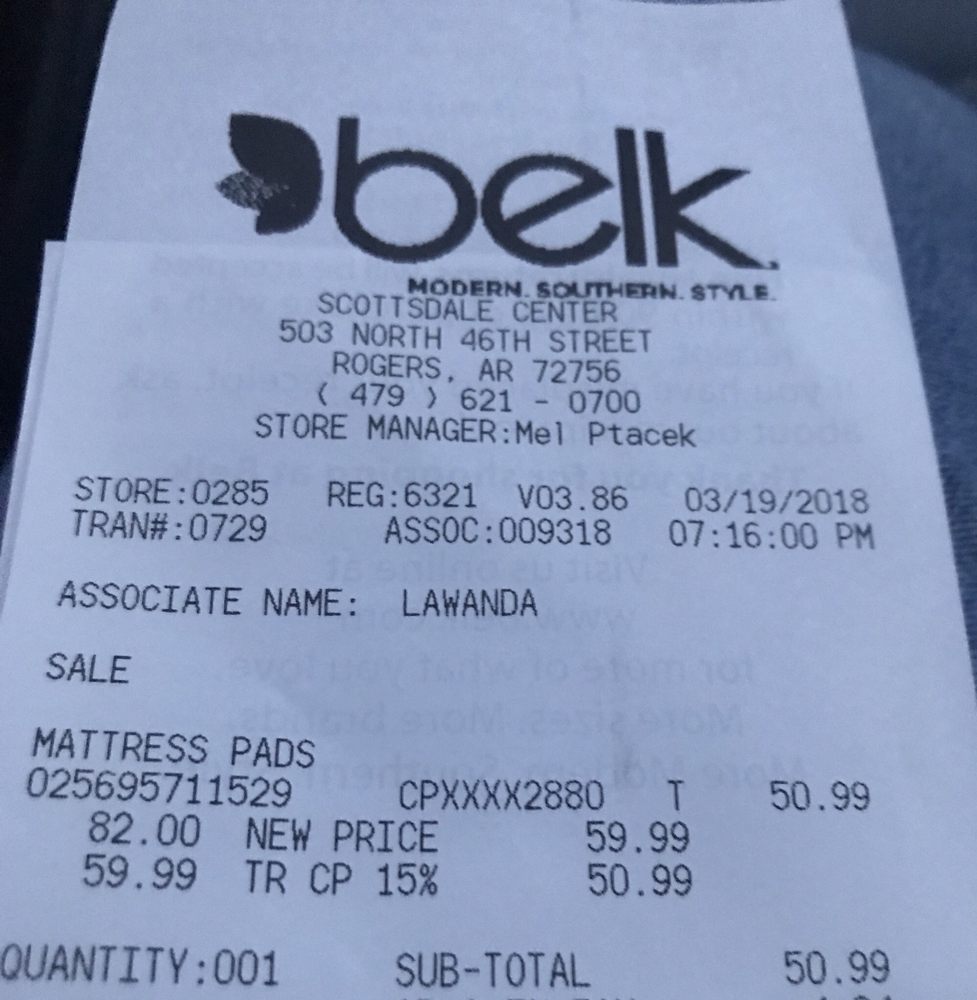 belk.
MODERN. SOUTHERN. STYLE.
SCOTTSDALE CENTER
503 NORTH 46TH STREET
ROGERS, AR 72756
( 479 ) 621 - 0700
STORE MANAGER:Mel Ptacek
STORE:0285 REG:6321 V03.86 03/19/2018
TRAN#:0729 ASSOC:009318 07:16:00 PM
ASSOCIATE NAME: LAWANDA
SALE
MATTRESS PADS
025695711529 CPXXXX2880 T 50.99
82.00 NEW PRICE 59.99
59.99 TR CP 15% 50.99
QUANTITY:001 SUB-TOTAL 50.99